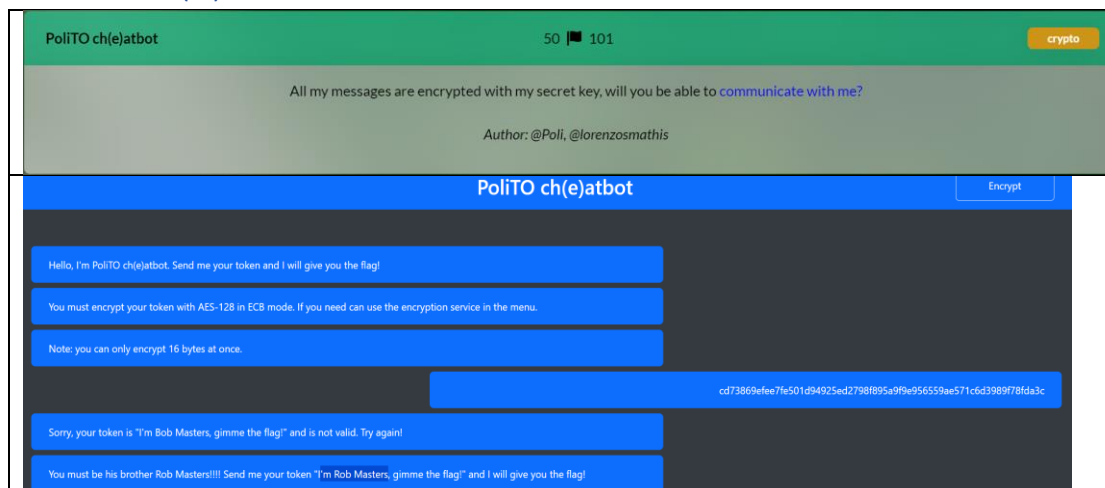 PoliTO ch(e)atbot 50 101 crypto
All my messages are encrypted with my secret key, will you be able to communicate with me?
Author: @Poli, @lorenzosmathis
PoliTO ch(e)atbot Encrypt
Hello, I'm PoliTO ch(e)atbot. Send me your token and I will give you the flag!
You must encrypt your token with AES-128 in ECB mode. If you need can use the encryption service in the menu.
Note: you can only encrypt 16 bytes at once.
cd73869efee7fe501d94925ed2798f895a9f9e956559ae571c6d3989f78fda3c
Sorry, your token is "I'm Bob Masters, gimme the flag!" and is not valid. Try again!
You must be his brother Rob Masters!!!! Send me your token "I'm Rob Masters, gimme the flag!" and I will give you the flag!